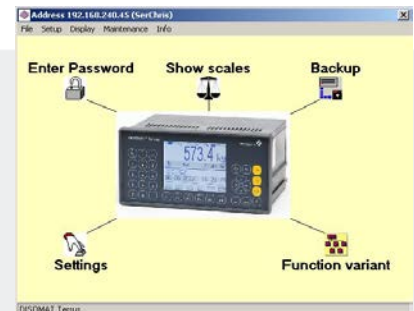 Address 192.168.240.45 (SerChris)
File Setup Display Maintenance Info
Enter Password Show scales Backup
573.4 kg
Settings Function variant
DISOMAT Tersus